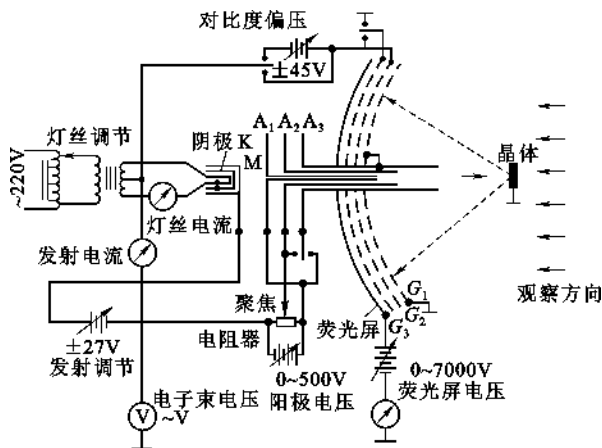 对比度偏压
±45V
灯丝调节
阴极 K
M
A₁ A₂ A₃
晶体
~220V
灯丝电流
发射电流
观察方向
聚焦
荧光屏
G₁
G₂
G₃
±27V
发射调节
电阻器
0~500V
阳极电压
0~7000V
荧光屏电压
V
电子束电压
~V